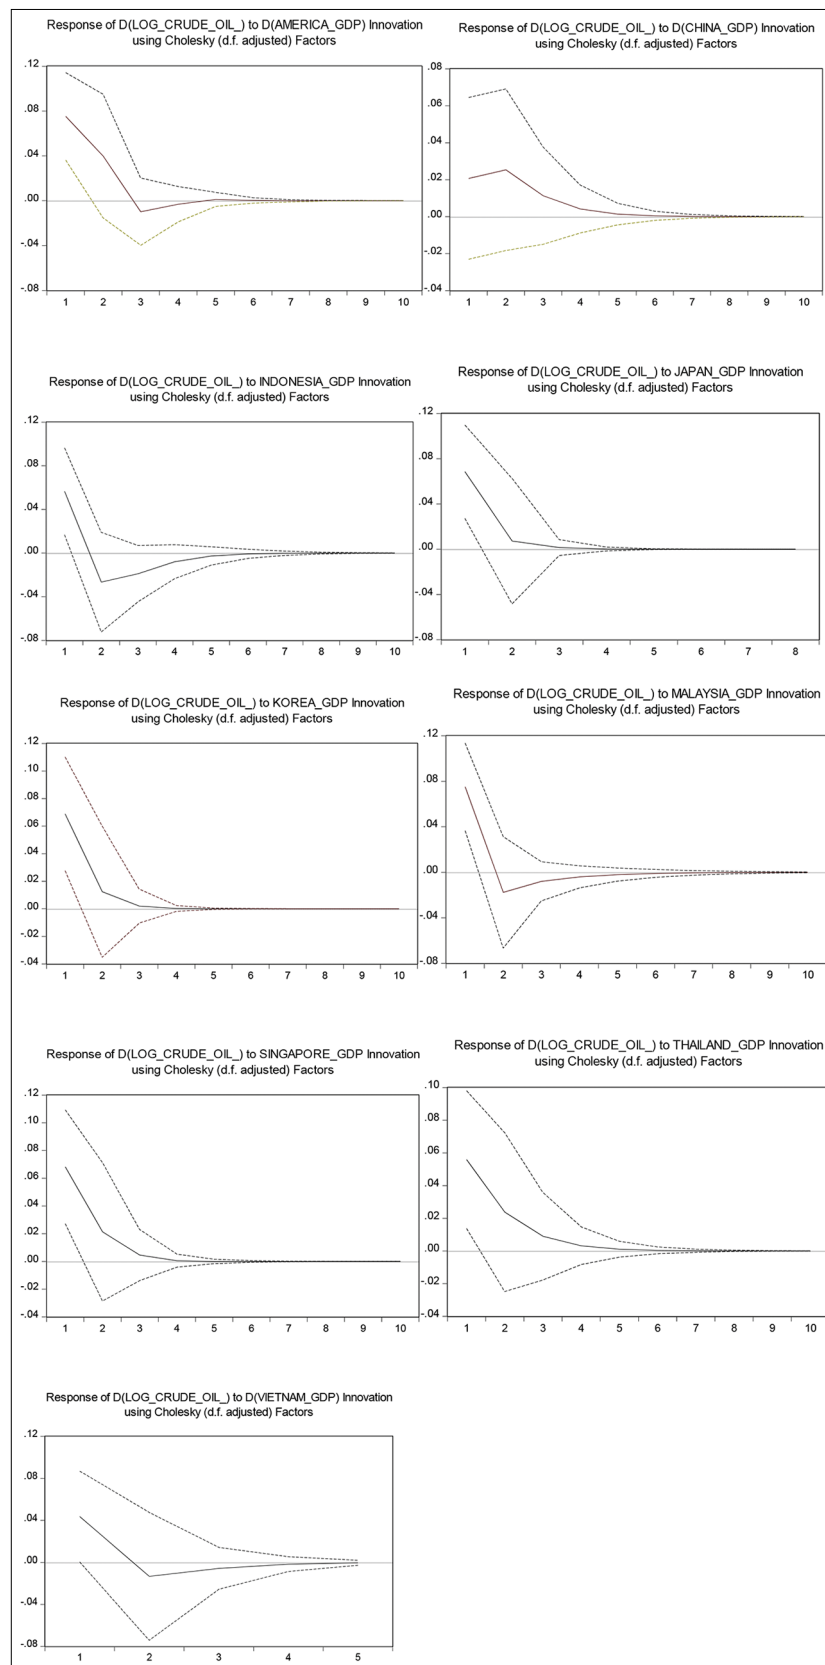 Response of D(LOG_CRUDE_OIL_) to D(AMERICA_GDP) Innovation
using Cholesky (d.f. adjusted) Factors
.12
.08
.04
.00
-.04
-.08
1 2 3 4 5 6 7 8 9 10
Response of D(LOG_CRUDE_OIL_) to D(CHINA_GDP) Innovation
using Cholesky (d.f. adjusted) Factors
.08
.06
.04
.02
.00
-.02
-.04
1 2 3 4 5 6 7 8 9 10
Response of D(LOG_CRUDE_OIL_) to INDONESIA_GDP Innovation
using Cholesky (d.f. adjusted) Factors
.12
.08
.04
.00
-.04
-.08
1 2 3 4 5 6 7 8 9 10
Response of D(LOG_CRUDE_OIL_) to JAPAN_GDP Innovation
using Cholesky (d.f. adjusted) Factors
.12
.08
.04
.00
-.04
-.08
1 2 3 4 5 6 7 8
Response of D(LOG_CRUDE_OIL_) to KOREA_GDP Innovation
using Cholesky (d.f. adjusted) Factors
.12
.10
.08
.06
.04
.02
.00
-.02
-.04
1 2 3 4 5 6 7 8 9 10
Response of D(LOG_CRUDE_OIL_) to MALAYSIA_GDP Innovation
using Cholesky (d.f. adjusted) Factors
.12
.08
.04
.00
-.04
-.08
1 2 3 4 5 6 7 8 9 10
Response of D(LOG_CRUDE_OIL_) to SINGAPORE_GDP Innovation
using Cholesky (d.f. adjusted) Factors
.12
.10
.08
.06
.04
.02
.00
-.02
-.04
1 2 3 4 5 6 7 8 9 10
Response of D(LOG_CRUDE_OIL_) to THAILAND_GDP Innovation
using Cholesky (d.f. adjusted) Factors
.10
.08
.06
.04
.02
.00
-.02
-.04
1 2 3 4 5 6 7 8 9 10
Response of D(LOG_CRUDE_OIL_) to D(VIETNAM_GDP) Innovation
using Cholesky (d.f. adjusted) Factors
.12
.08
.04
.00
-.04
-.08
1 2 3 4 5